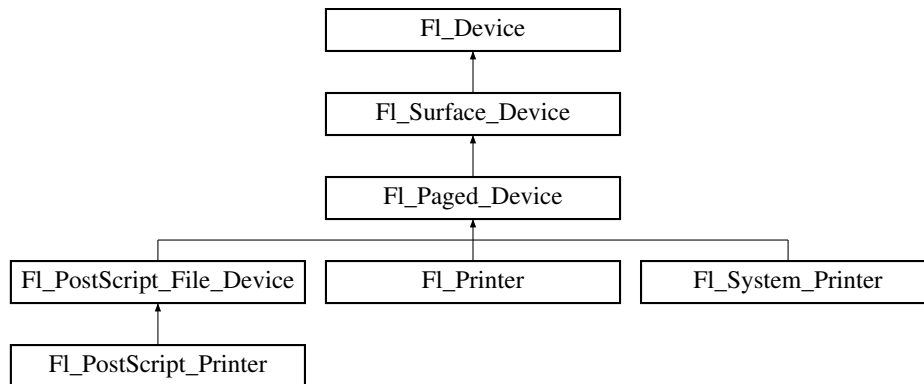 Fl_Device
Fl_Surface_Device
Fl_Paged_Device
Fl_PostScript_File_Device
Fl_Printer
Fl_System_Printer
Fl_PostScript_Printer